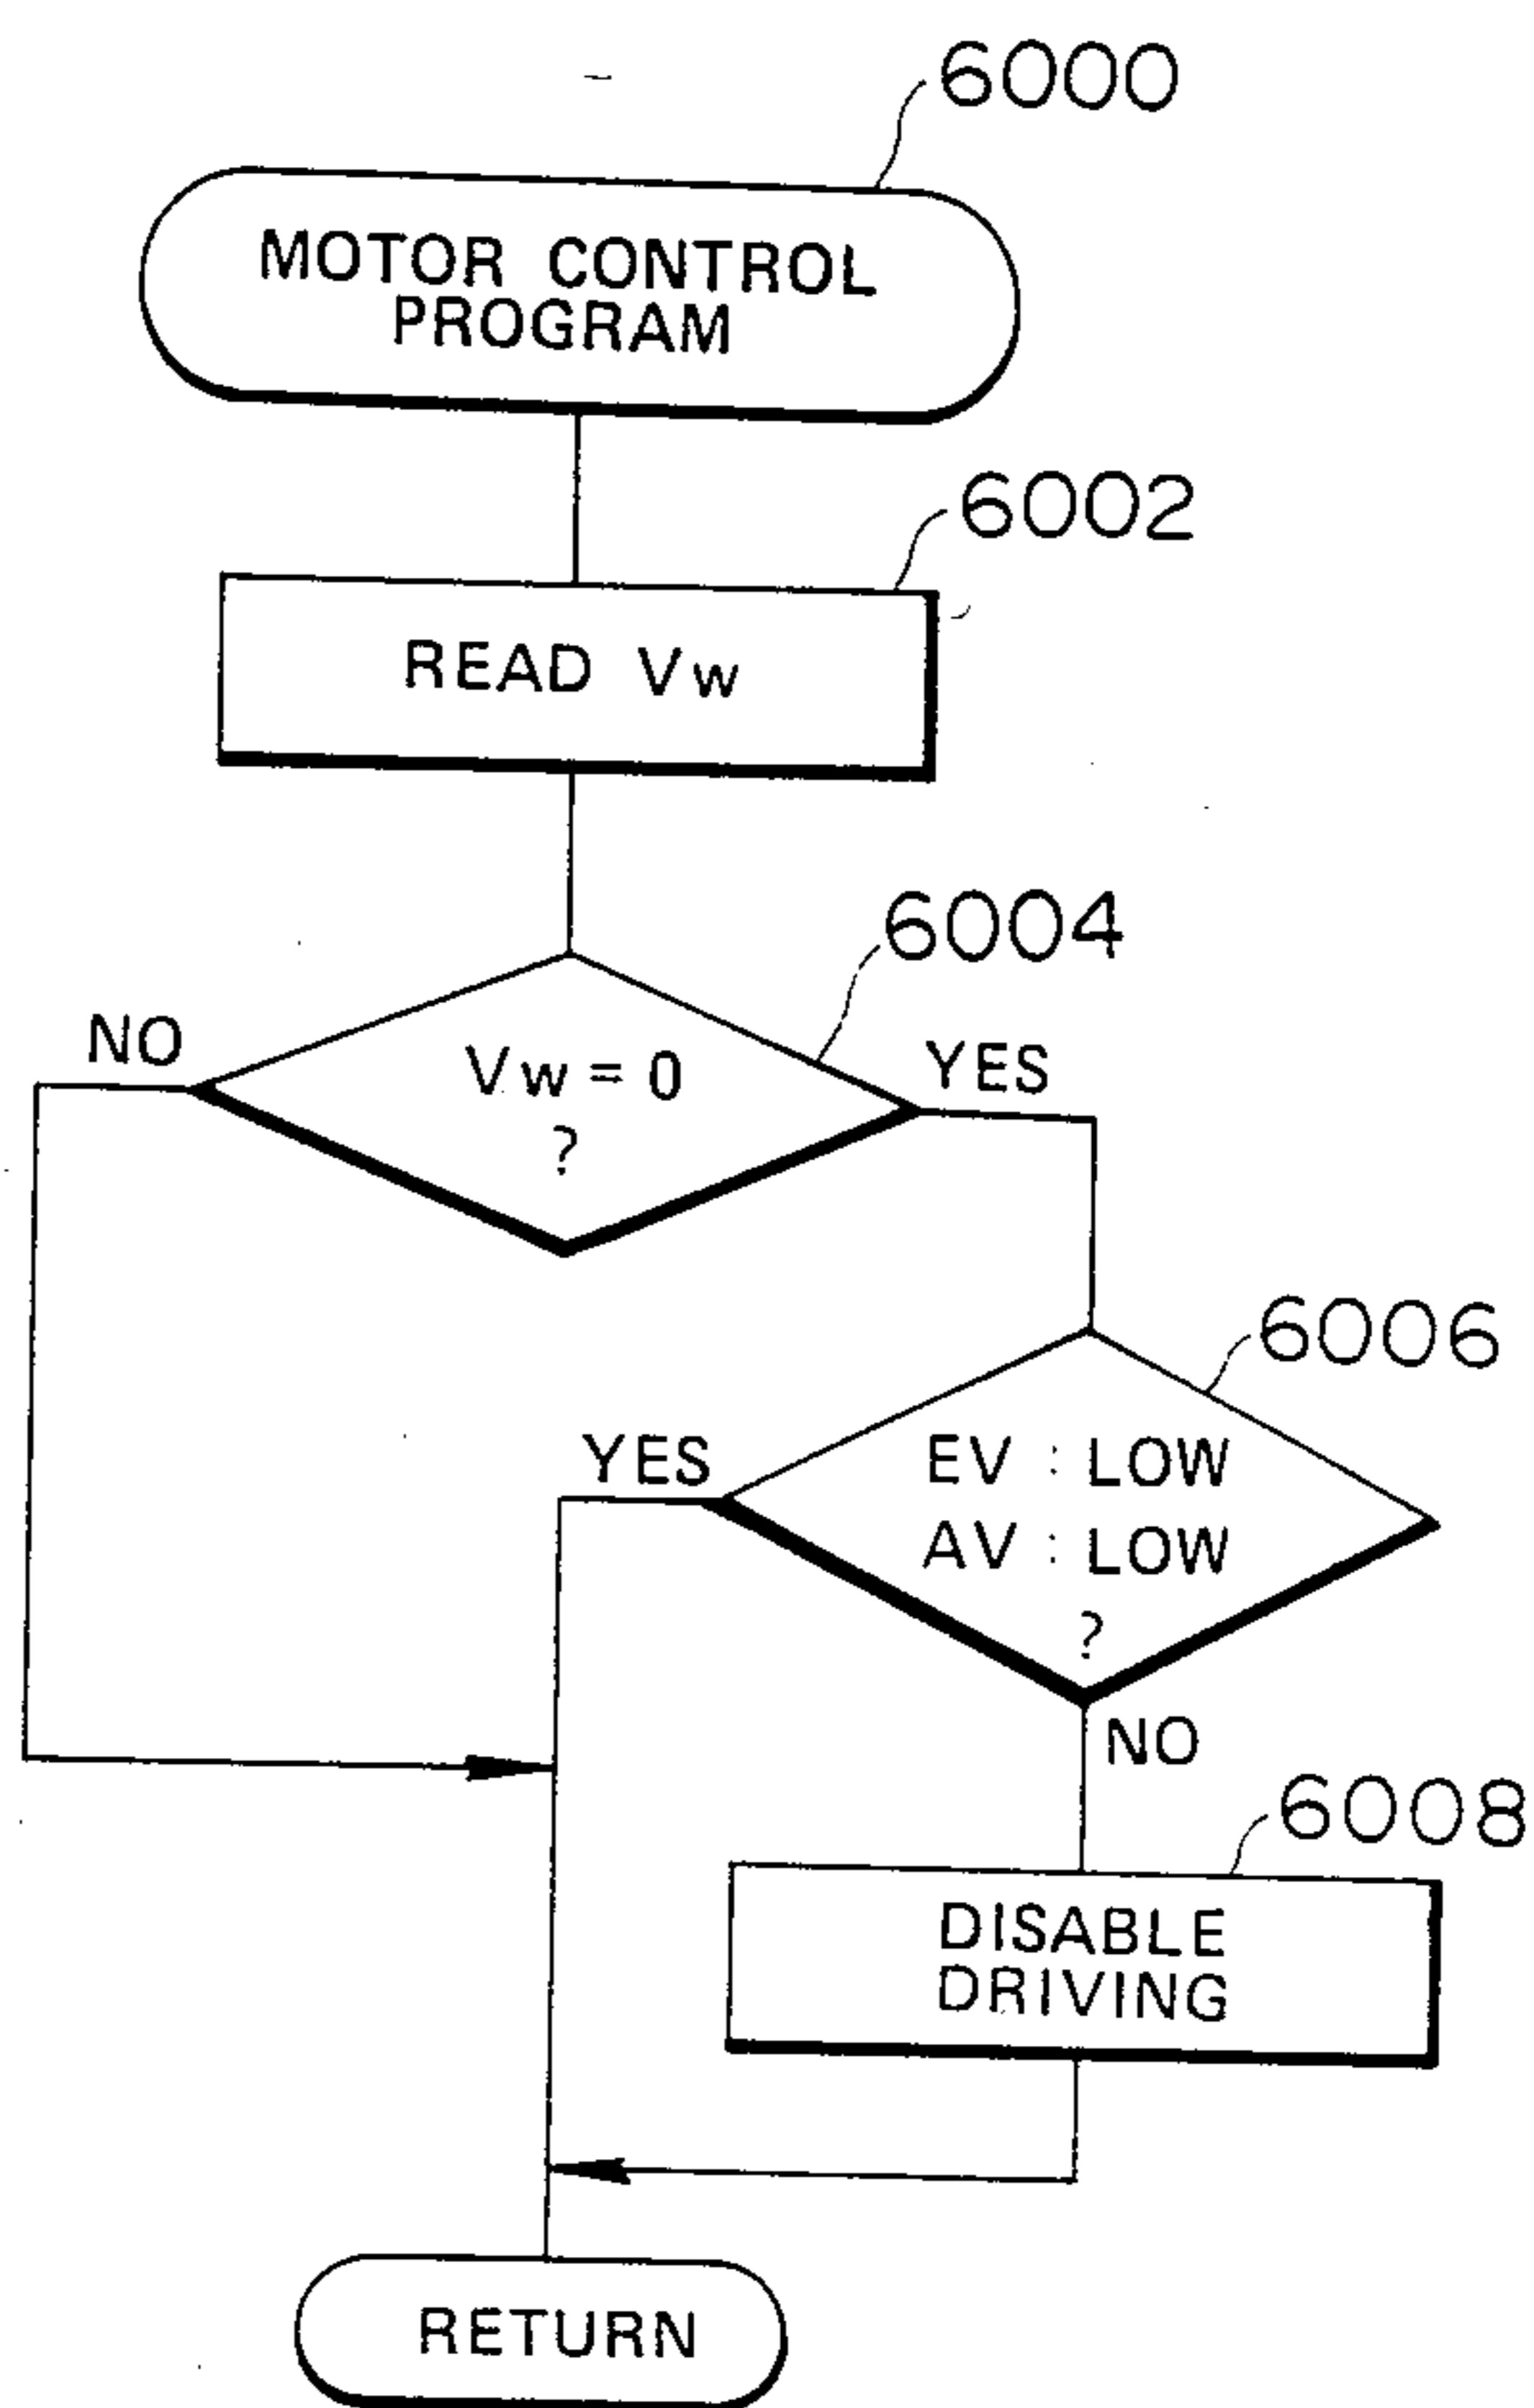 6000
MOTOR CONTROL
PROGRAM
6002
READ Vw
6004
NO
Vw = 0
?
YES
6006
YES
EV : LOW
AV : LOW
?
NO
6008
DISABLE
DRIVING
RETURN